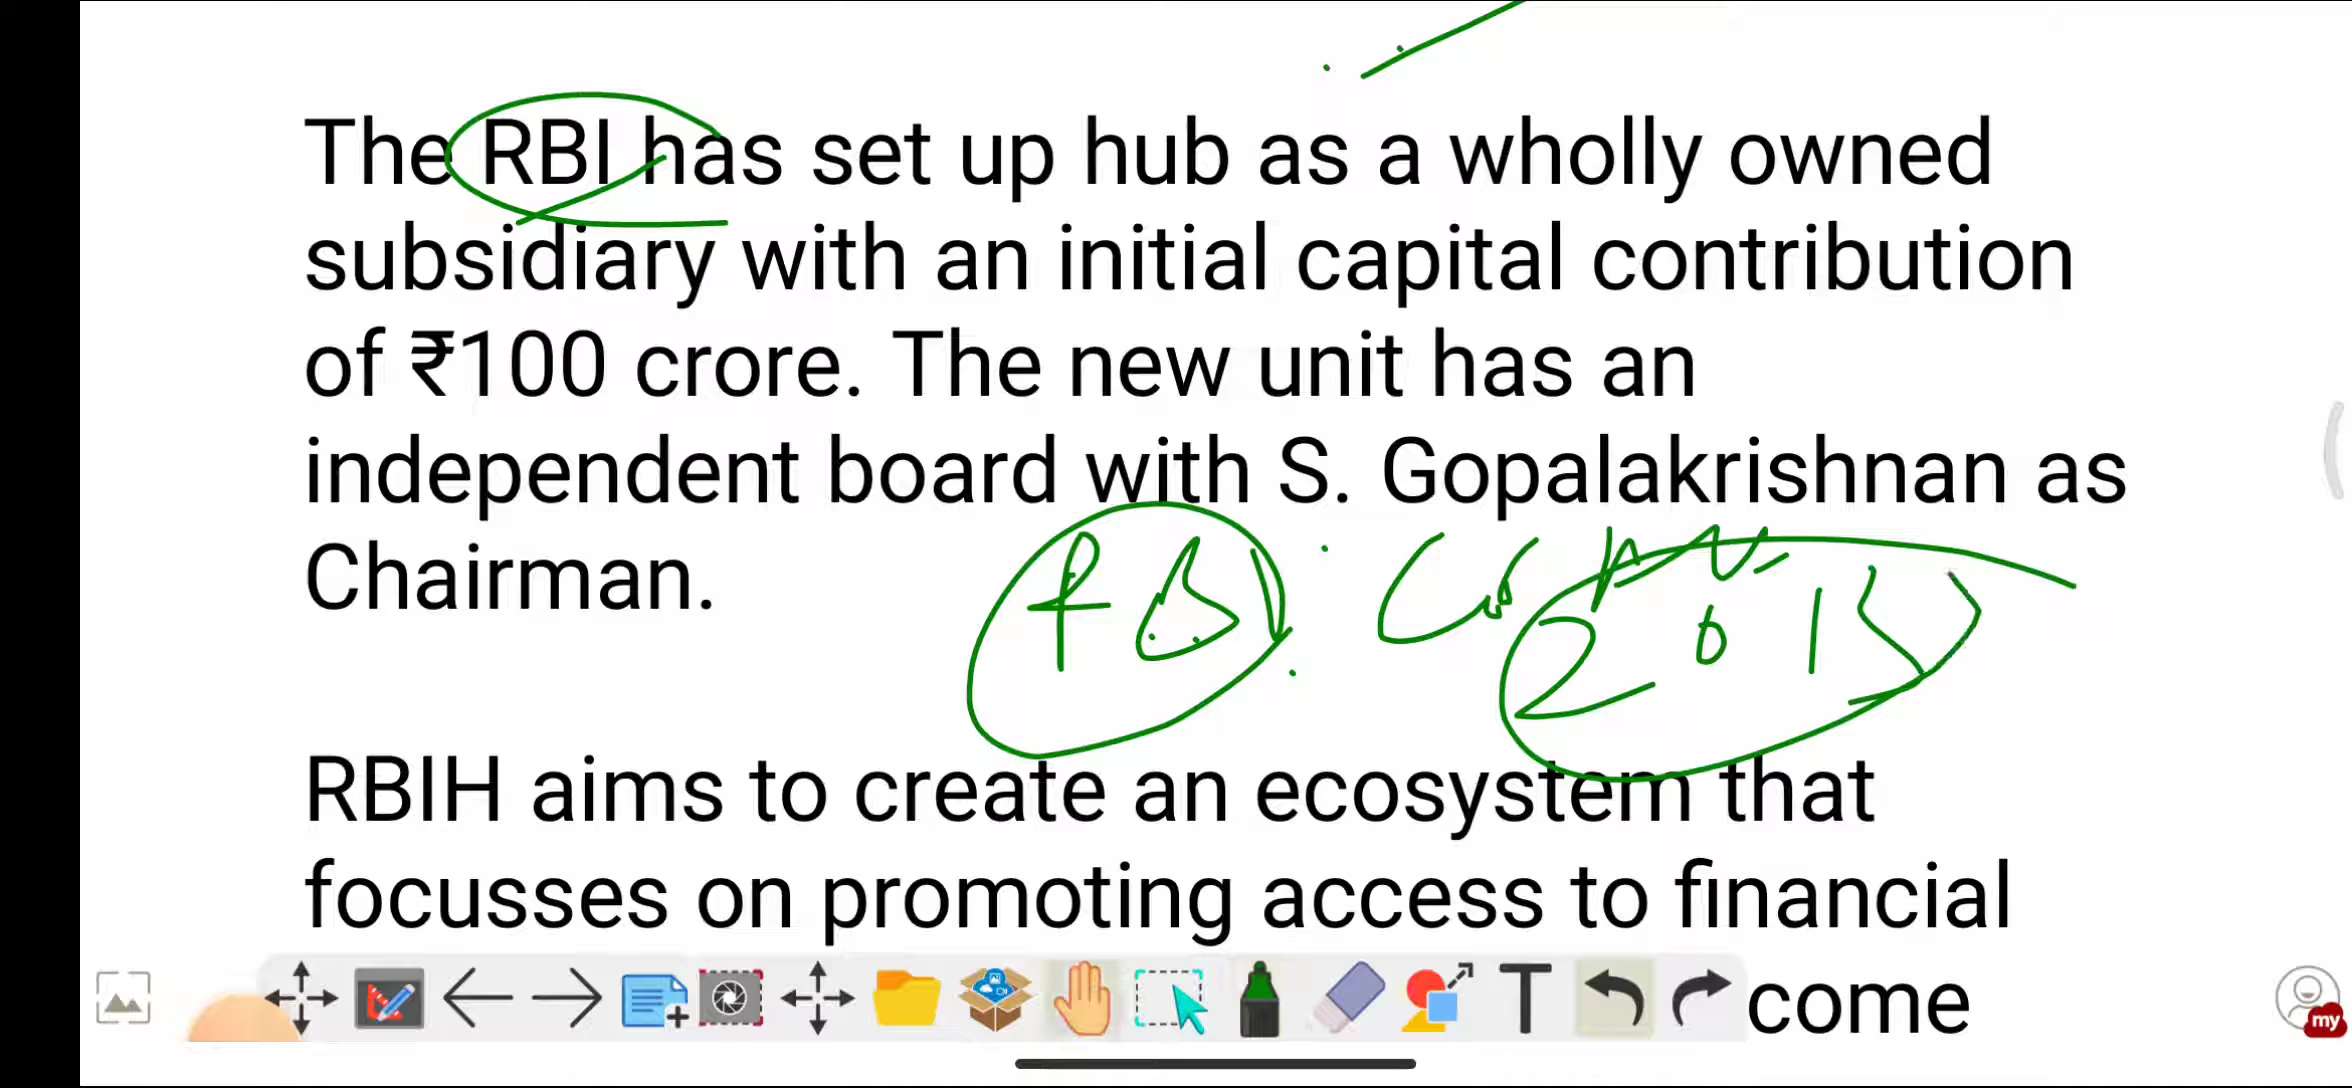 The RBI has set up hub as a wholly owned
subsidiary with an initial capital contribution
of ₹100 crore. The new unit has an
independent board with S. Gopalakrishnan as
Chairman.
RBI
RBIH aims to create an ecosystem that
focusses on promoting access to financial
T
come
my